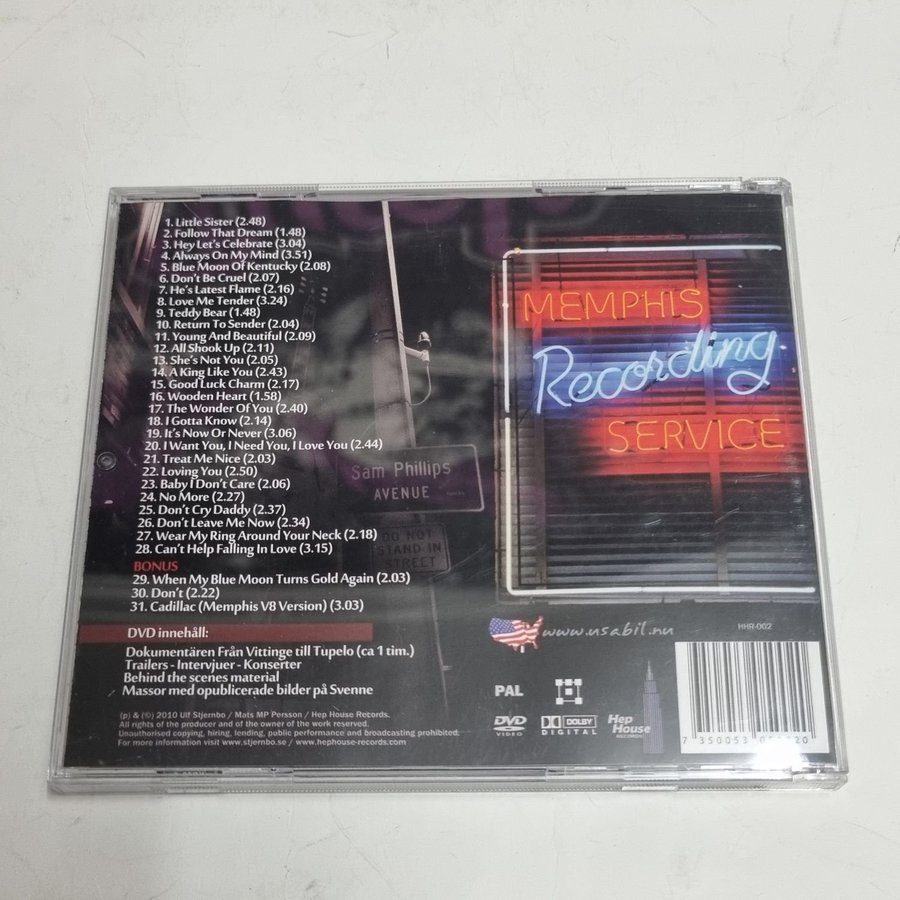 1. Little Sister (2.48)
2. Follow That Dream (1.48)
3. Hey Let's Celebrate (3.04)
4. Always On My Mind (3.51)
5. Blue Moon Of Kentucky (2.08)
6. Don't Be Cruel (2.07)
7. He's Latest Flame (2.16)
8. Love Me Tender (3.24)
9. Teddy Bear (1.48)
10. Return To Sender (2.04)
11. Young And Beautiful (2.09)
12. All Shook Up (2.11)
13. She's Not You (2.05)
14. A King Like You (2.43)
15. Good Luck Charm (2.17)
16. Wooden Heart (1.58)
17. The Wonder Of You (2.40)
18. I Gotta Know (2.14)
19. It's Now Or Never (3.06)
20. I Want You, I Need You, I Love You (2.44)
21. Treat Me Nice (2.03)
22. Loving You (2.50)
23. Baby I Don't Care (2.06)
24. No More (2.27)
25. Don't Cry Daddy (2.37)
26. Don't Leave Me Now (2.34)
27. Wear My Ring Around Your Neck (2.18)
28. Can't Help Falling In Love (3.15)
BONUS
29. When My Blue Moon Turns Gold Again (2.03)
30. Don't (2.22)
31. Cadillac (Memphis V8 Version) (3.03)
DVD innehåll:
Dokumentären Från Vittinge till Tupelo (ca 1 tim.)
Trailers - Intervjuer - Konserter
Behind the scenes material
Massor med opublicerade bilder på Svenne
(p) & (©) 2010 Ulf Stjernbo / Mats MP Persson / Hep House Records.
All rights of the producer and of the owner of the work reserved.
Unauthorised copying, hiring, lending, public performance and broadcasting prohibited.
For more information visit www.stjernbo.se / www.hephouse-records.com
Sam Phillips
AVENUE
DO NOT
STAND IN
STREET
MEMPHIS
Recording
SERVICE
www.usabil.nu
HHR-002
PAL
DVD
VIDEO
DOLBY
DIGITAL
Hep
House
RECORDS
7 350053